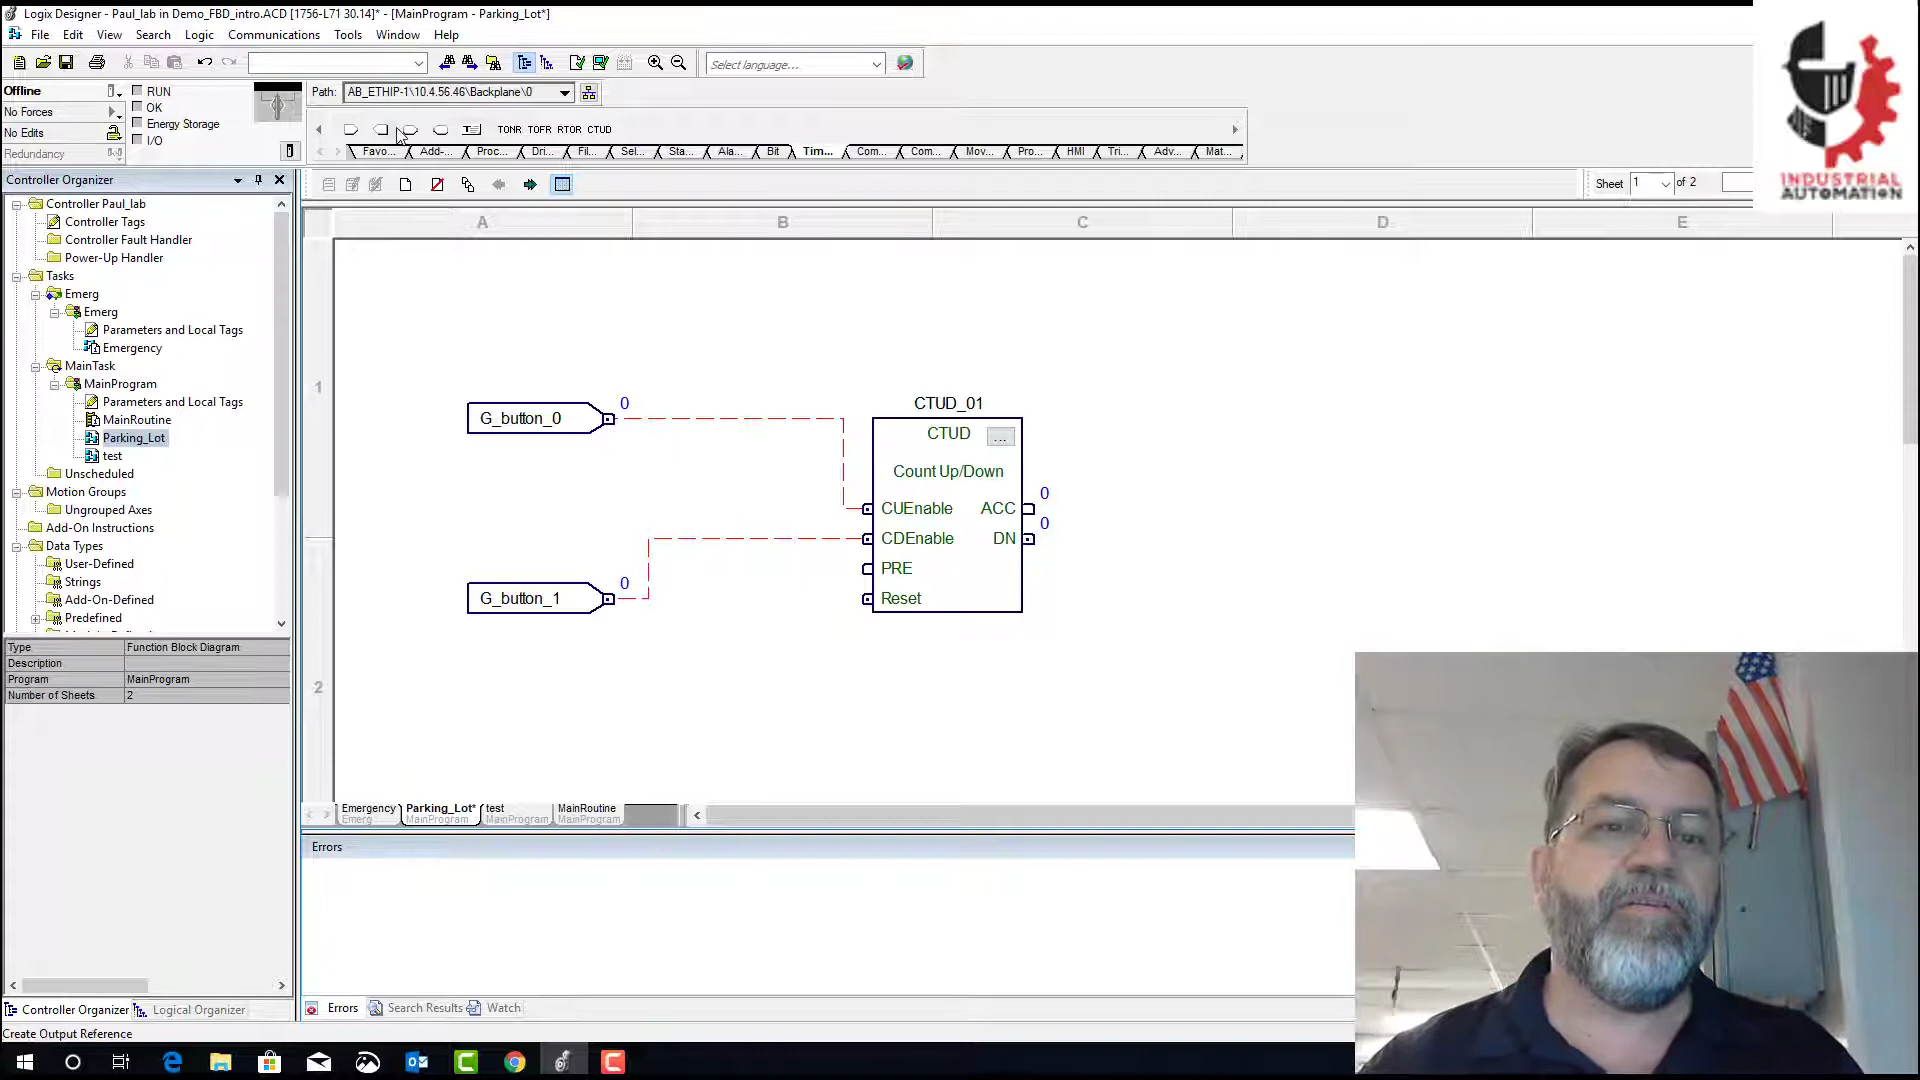 Logix Designer - Paul_lab in Demo_FBD_intro.ACD [1756-L71 30.14]* - [MainProgram - Parking_Lot*]
File Edit View Search Logic Communications Tools Window Help
Select language...
Offline
RUN
No Forces
OK
No Edits
Energy Storage
Redundancy
I/O
Path: AB_ETHIP-1\10.4.56.46\Backplane\0
TONR TOFR RTOR CTUD
Favo... Add-... Proc... Dri... Fil... Sel... Sta... Ala... Bit Tim... Com... Com... Mov... Pro... HMI Tri... Adv... Mat...
INDUSTRIAL
AUTOMATION
Sheet 1 of 2
Controller Organizer
Controller Paul_lab
Controller Tags
Controller Fault Handler
Power-Up Handler
Tasks
Emerg
Emerg
Parameters and Local Tags
Emergency
MainTask
MainProgram
Parameters and Local Tags
MainRoutine
Parking_Lot
test
Unscheduled
Motion Groups
Ungrouped Axes
Add-On Instructions
Data Types
User-Defined
Strings
Add-On-Defined
Predefined
Type Function Block Diagram
Description
Program MainProgram
Number of Sheets 2
A B C D E
1
2
G_button_0
0
G_button_1
0
CTUD_01
CTUD ...
Count Up/Down
CUEnable ACC 0
CDEnable DN 0
PRE
Reset
Emergency Parking_Lot* test MainRoutine
Emerg MainProgram MainProgram MainProgram
Errors
Errors Search Results Watch
Controller Organizer Logical Organizer
Create Output Reference